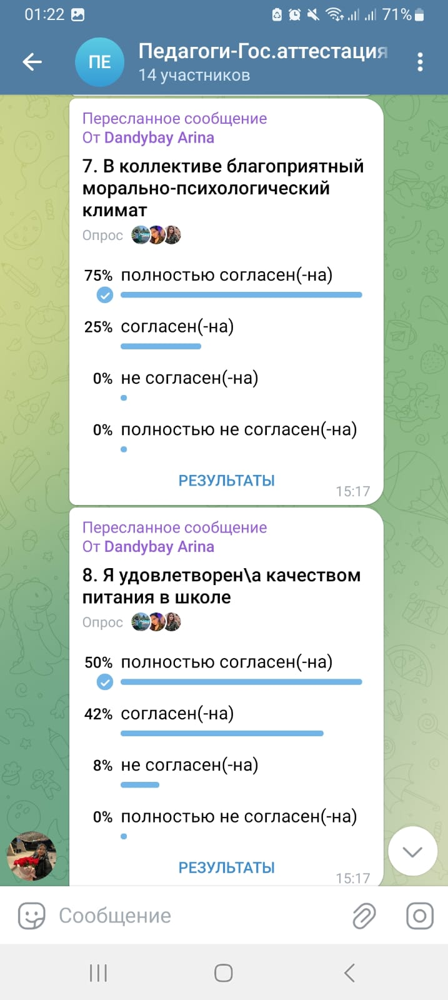 01:22
71%
ПЕ
Педагоги-Гос.аттестация
14 участников
Пересланное сообщение
От Dandybay Arina
7. В коллективе благоприятный
морально-психологический
климат
Опрос
75% полностью согласен(-на)
25% согласен(-на)
0% не согласен(-на)
0% полностью не согласен(-на)
РЕЗУЛЬТАТЫ
15:17
Пересланное сообщение
От Dandybay Arina
8. Я удовлетворен\а качеством
питания в школе
Опрос
50% полностью согласен(-на)
42% согласен(-на)
8% не согласен(-на)
0% полностью не согласен(-на)
РЕЗУЛЬТАТЫ
15:17
Сообщение